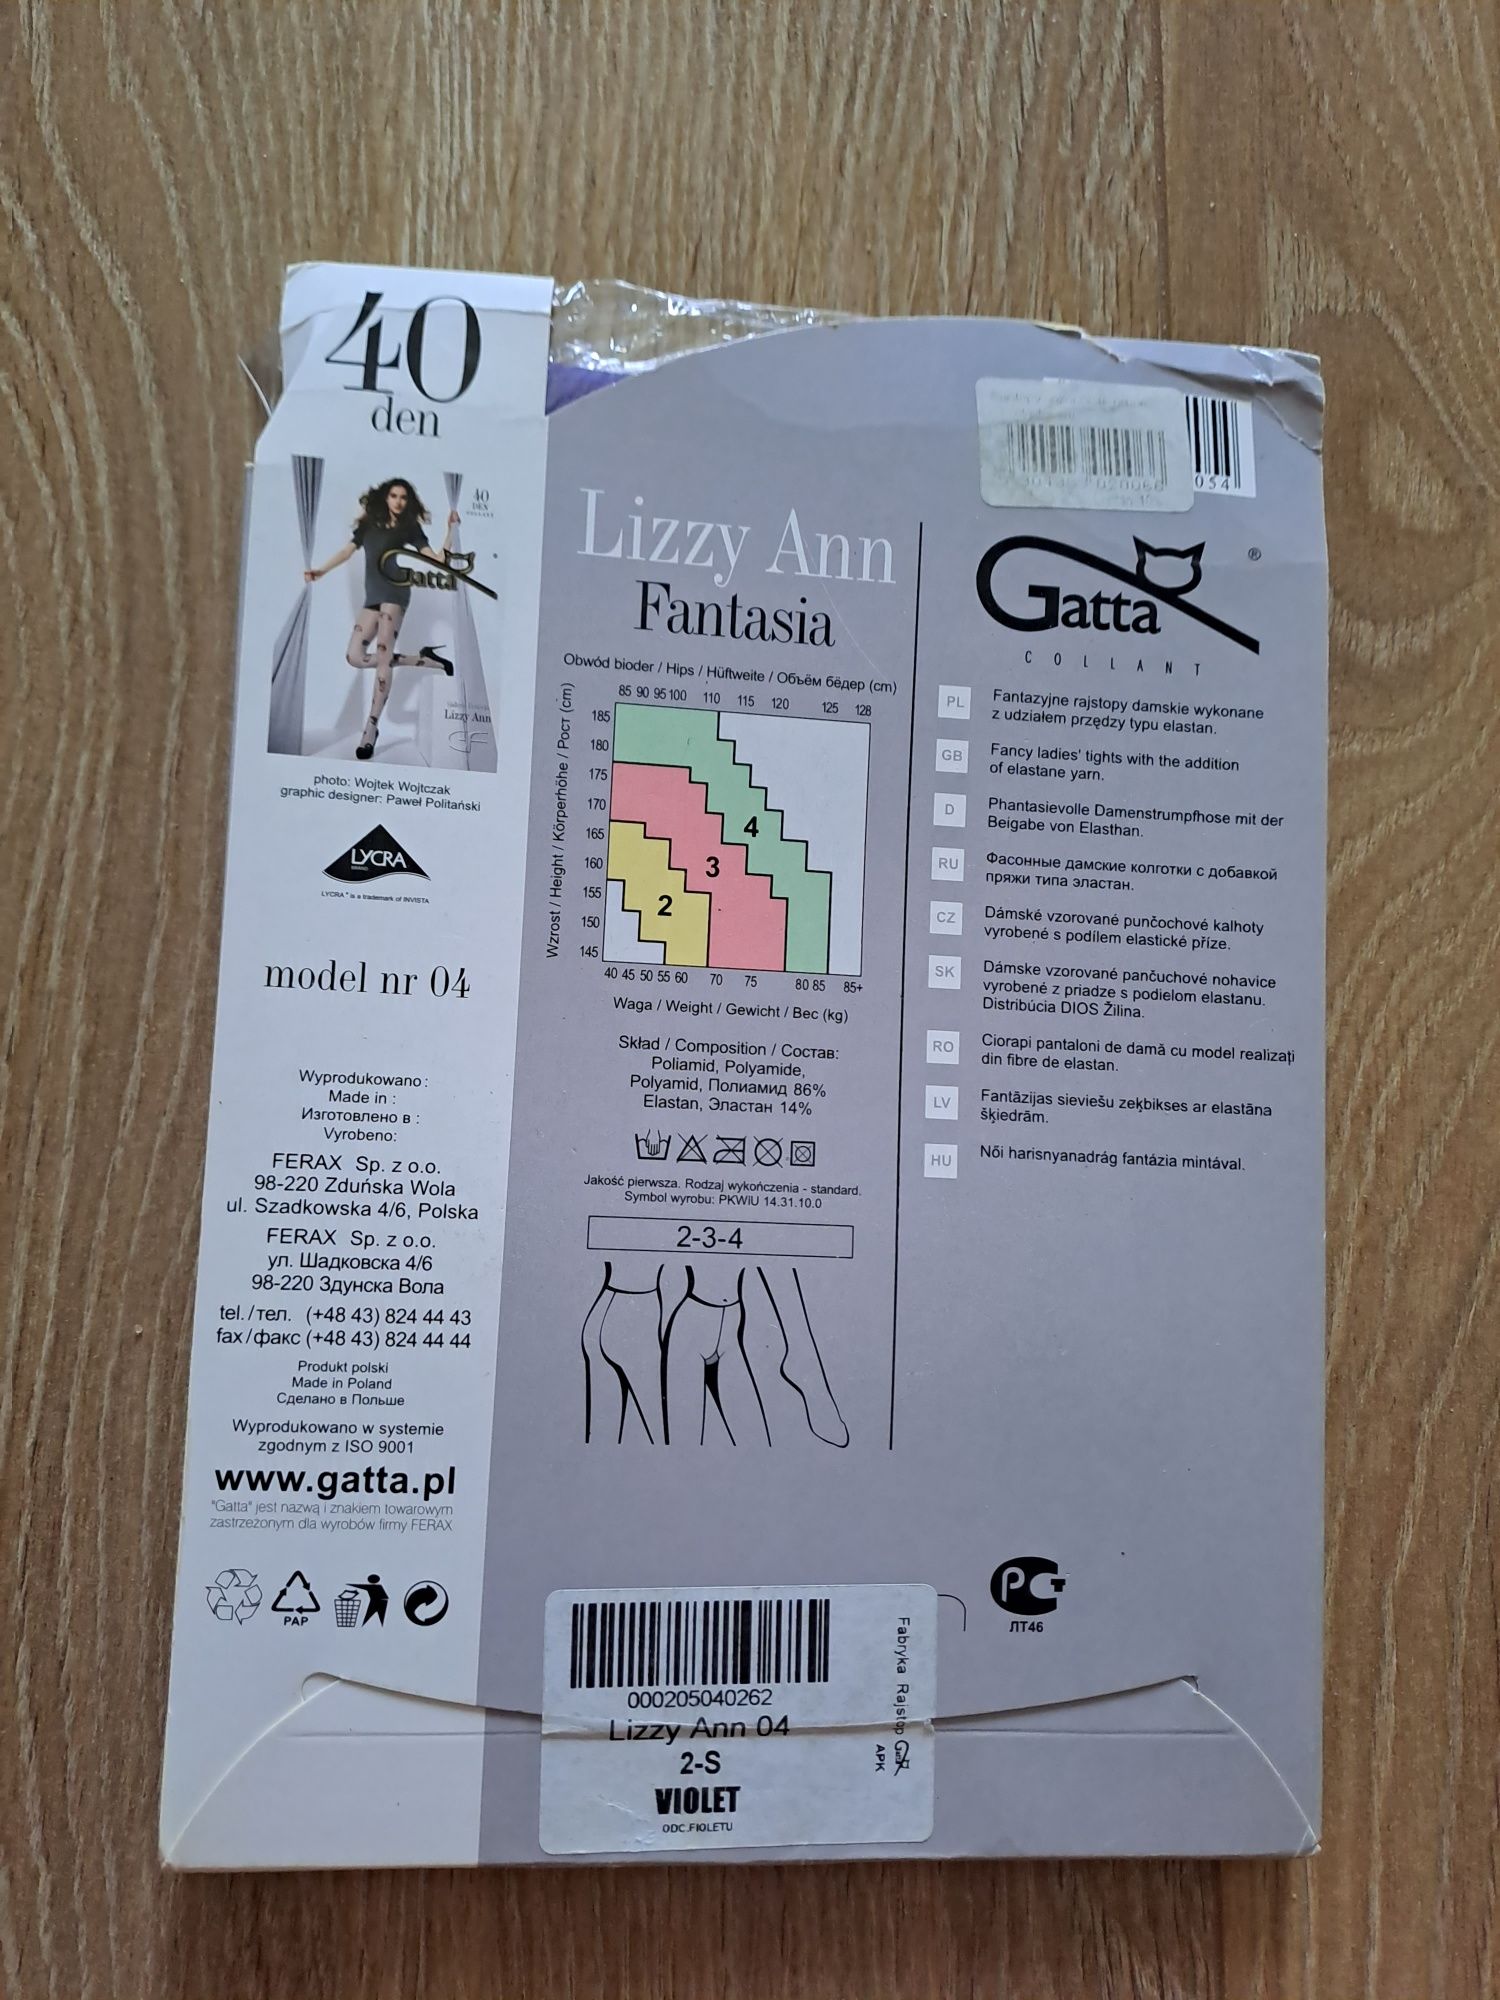 40
den
40
DEN
Gatta
Lizzy Ann
photo: Wojtek Wojtczak
graphic designer: Paweł Politański
LYCRA
BRAND
LYCRA ® is a trademark of INVISTA
model nr 04
Wyprodukowano :
Made in :
Изготовлено в :
Vyrobeno:
FERAX Sp. z o.o.
98-220 Zduńska Wola
ul. Szadkowska 4/6, Polska
FERAX Sp. z o.o.
ул. Шадковска 4/6
98-220 Здунска Вола
tel./тел. (+48 43) 824 44 43
fax/факс (+48 43) 824 44 44
Produkt polski
Made in Poland
Сделано в Польше
Wyprodukowano w systemie
zgodnym z ISO 9001
www.gatta.pl
"Gatta" jest nazwą i znakiem towarowym
zastrzeżonym dla wyrobów firmy FERAX
PAP
Lizzy Ann
Fantasia
Obwód bioder / Hips / Hüftweite / Объём бёдер (cm)
85 90 95 100 110 115 120 125 128
Wzrost / Height / Körperhöhe / Рост (cm)
185
180
175
170
165
160
155
150
145
4
3
2
40 45 50 55 60 70 75 80 85 85+
Waga / Weight / Gewicht / Вес (kg)
Skład / Composition / Состав:
Poliamid, Polyamide,
Polyamid, Полиамид 86%
Elastan, Эластан 14%
Jakość pierwsza. Rodzaj wykończenia - standard.
Symbol wyrobu: PKWiU 14.31.10.0
2-3-4
054
Gatta ®
COLLANT
PL Fantazyjne rajstopy damskie wykonane
z udziałem przędzy typu elastan.
GB Fancy ladies' tights with the addition
of elastane yarn.
D Phantasievolle Damenstrumpfhose mit der
Beigabe von Elasthan.
RU Фасонные дамские колготки с добавкой
пряжи типа эластан.
CZ Dámské vzorované punčochové kalhoty
vyrobené s podílem elastické příze.
SK Dámske vzorované pančuchové nohavice
vyrobené z priadze s podielom elastanu.
Distribúcia DIOS Žilina.
RO Ciorapi pantaloni de damă cu model realizați
din fibre de elastan.
LV Fantāzijas sieviešu zeķbikses ar elastāna
šķiedrām.
HU Női harisnyanadrág fantázia mintával.
РСТ
ЛТ46
000205040262
Lizzy Ann 04
2-S
VIOLET
ODC.FIOLETU
Fabryka Rajstop Gatta
APK